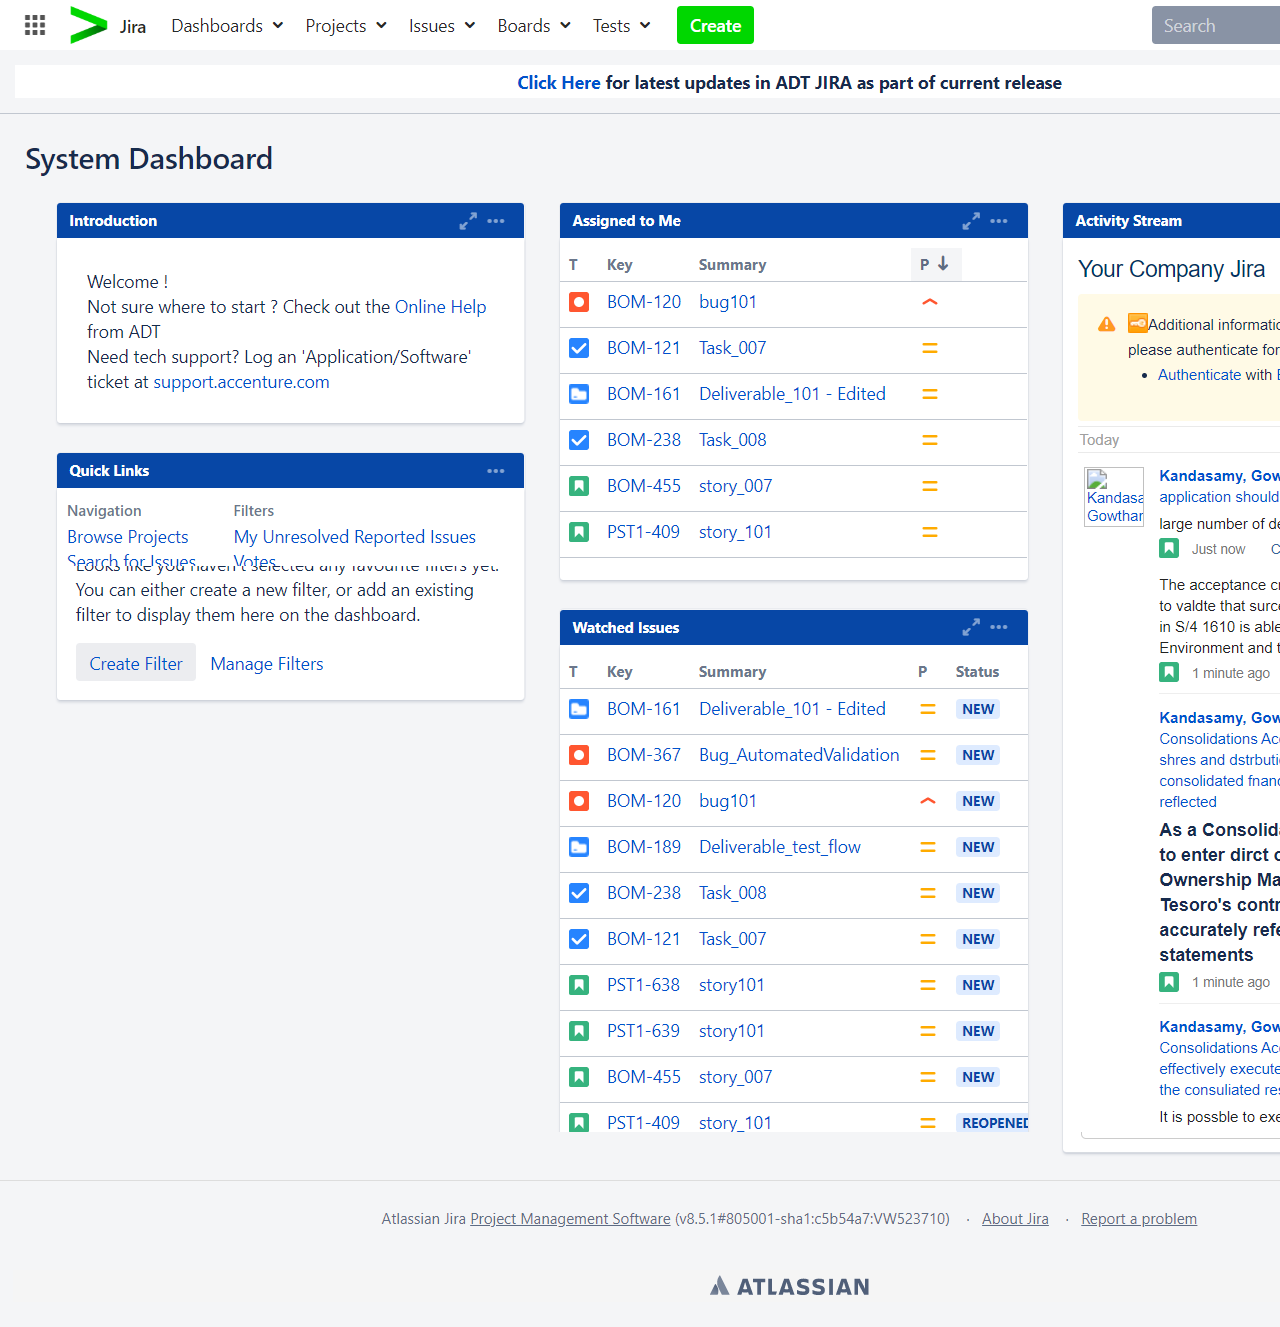 Jira Dashboards Projects Issues Boards Tests Create Search
Click Here for latest updates in ADT JIRA as part of current release
System Dashboard
Introduction
Welcome !
Not sure where to start ? Check out the Online Help
from ADT
Need tech support? Log an 'Application/Software'
ticket at support.accenture.com
Quick Links
Navigation Filters
Browse Projects My Unresolved Reported Issues
Search for Issues Votes
Looks like you haven't selected any favourite filters yet.
You can either create a new filter, or add an existing
filter to display them here on the dashboard.
Create Filter Manage Filters
Assigned to Me
T Key Summary P
BOM-120 bug101
BOM-121 Task_007
BOM-161 Deliverable_101 - Edited
BOM-238 Task_008
BOM-455 story_007
PST1-409 story_101
Watched Issues
T Key Summary P Status
BOM-161 Deliverable_101 - Edited NEW
BOM-367 Bug_AutomatedValidation NEW
BOM-120 bug101 NEW
BOM-189 Deliverable_test_flow NEW
BOM-238 Task_008 NEW
BOM-121 Task_007 NEW
PST1-638 story101 NEW
PST1-639 story101 NEW
BOM-455 story_007 NEW
PST1-409 story_101 REOPENED
Activity Stream
Your Company Jira
Additional informatio
please authenticate for
Authenticate with
Today
Kandasamy, Gow
application should
large number of de
Just now
The acceptance cr
to valdte that surce
in S/4 1610 is able
Environment and t
1 minute ago
Kandasamy, Gow
Consolidations Acc
shres and dstrbutio
consolidated fnanc
reflected
As a Consolida
to enter dirct o
Ownership Ma
Tesoro's contr
accurately refe
statements
1 minute ago
Kandasamy, Gow
Consolidations Acc
effectively execute
the consuliated res
It is possble to exe
Kandasa
Gowthar
Atlassian Jira Project Management Software (v8.5.1#805001-sha1:c5b54a7:VW523710) · About Jira · Report a problem
ATLASSIAN